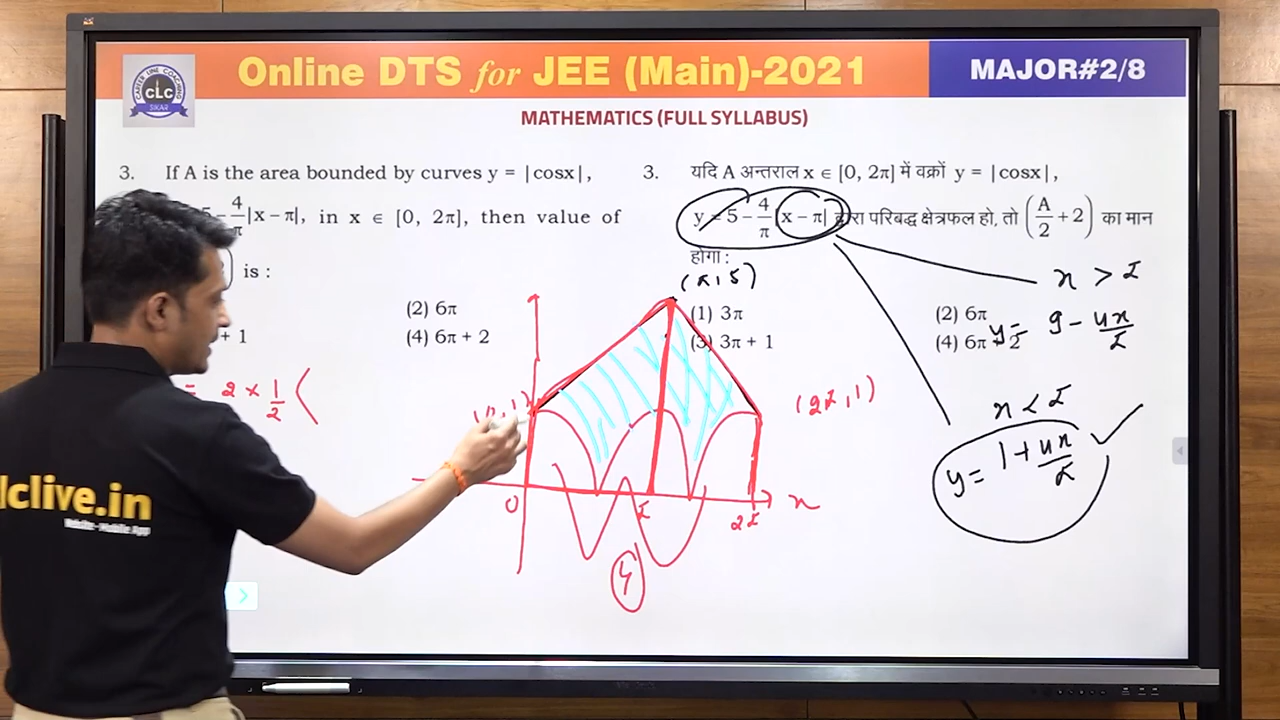 Online DTS for JEE (Main)-2021
MAJOR#2/8
CAREER LINE COACHING
CLC
SIKAR
MATHEMATICS (FULL SYLLABUS)
3. If A is the area bounded by curves y = |cosx|,
5 – 4/π |x – π|, in x ∈ [0, 2π], then value of
is :
(2) 6π
+ 1
(4) 6π + 2
= 2 × 1/2 (
3. यदि A अन्तराल x ∈ [0, 2π] में वक्रों y = |cosx|,
y = 5 – 4/π |x – π| द्वारा परिबद्ध क्षेत्रफल हो, तो (A/2 + 2) का मान
होगा :
(1) 3π
(2) 6π
(3) 3π + 1
(4) 6π + 2
(π, 5)
x > π
y = 9 - 4x/π
x < π
y = 1 + 4x/π
(0, 1)
(2π, 1)
0
π
2π
x
clclive.in